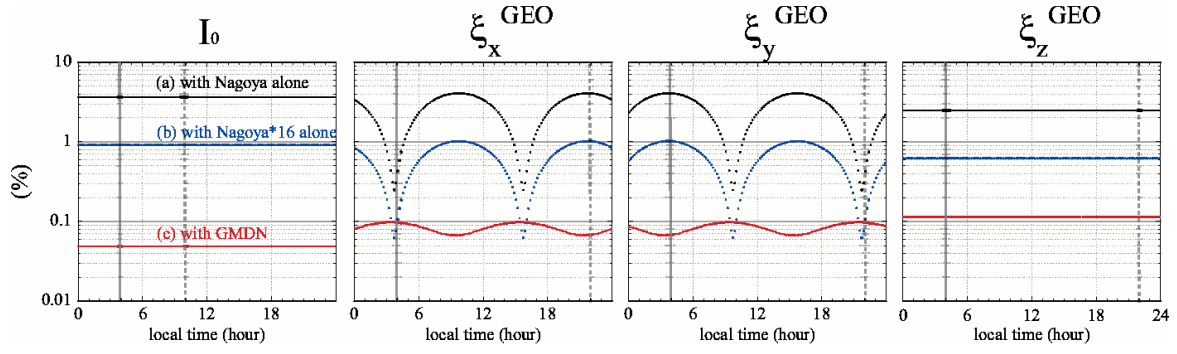 I₀
ξₓ GEO
ξy GEO
ξz GEO
(%)
10
1
0.1
0.01
(a) with Nagoya alone
(b) with Nagoya*16 alone
(c) with GMDN
0 6 12 18
0 6 12 18
0 6 12 18
0 6 12 18 24
local time (hour)
local time (hour)
local time (hour)
local time (hour)